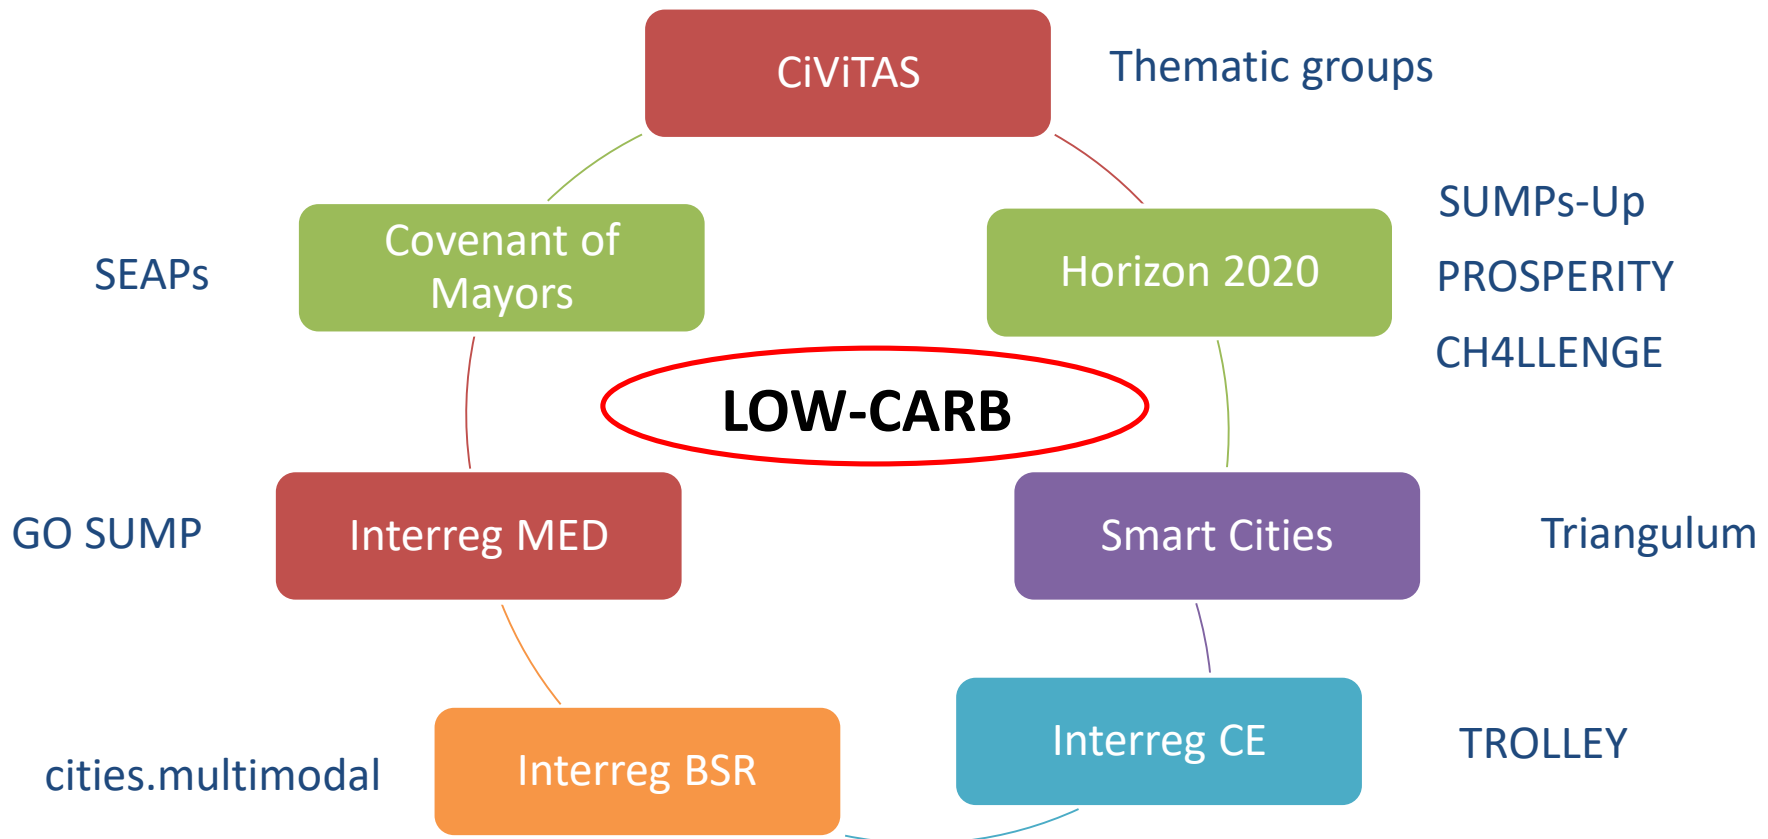 CiViTAS
Thematic groups
SUMPs-Up
Covenant of
Mayors
Horizon 2020
SEAPs
PROSPERITY
CH4LLENGE
LOW-CARB
GO SUMP
Interreg MED
Smart Cities
Triangulum
Interreg CE
TROLLEY
cities.multimodal
Interreg BSR